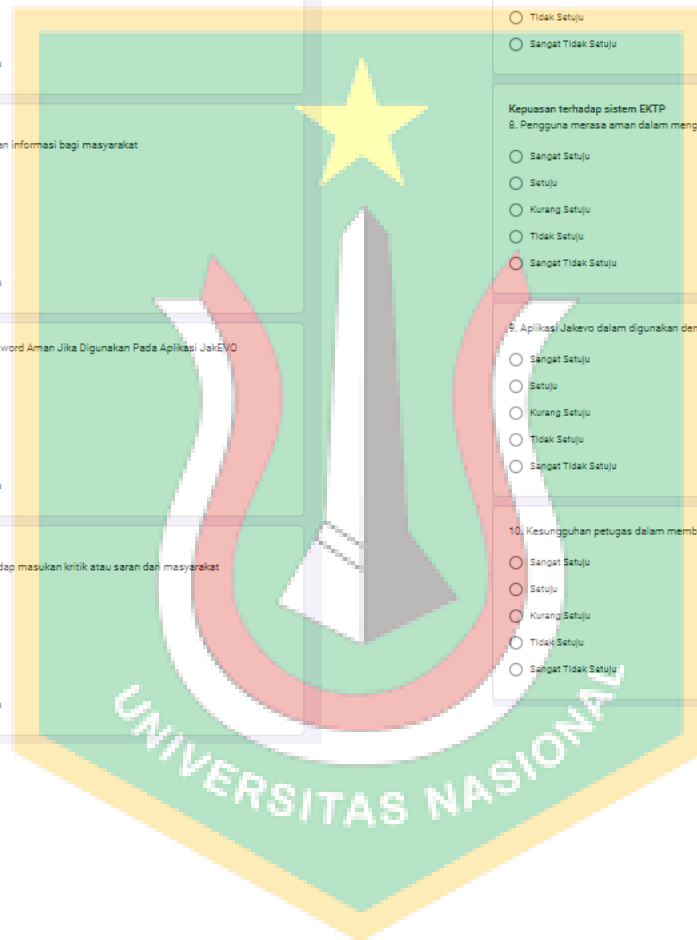 an informasi bagi masyarakat
word Aman Jika Digunakan Pada Aplikasi JakEVO
dap masukan kritik atau saran dari masyarakat
Tidak Setuju
Sangat Tidak Setuju
Kepuasan terhadap sistem EKTP
8. Pengguna merasa aman dalam meng
Sangat Setuju
Setuju
Kurang Setuju
Tidak Setuju
Sangat Tidak Setuju
9. Aplikasi Jakevo dalam digunakan den
Sangat Setuju
Setuju
Kurang Setuju
Tidak Setuju
Sangat Tidak Setuju
10. Kesungguhan petugas dalam memb
Sangat Setuju
Setuju
Kurang Setuju
Tidak Setuju
Sangat Tidak Setuju
UNIVERSITAS NASIONAL